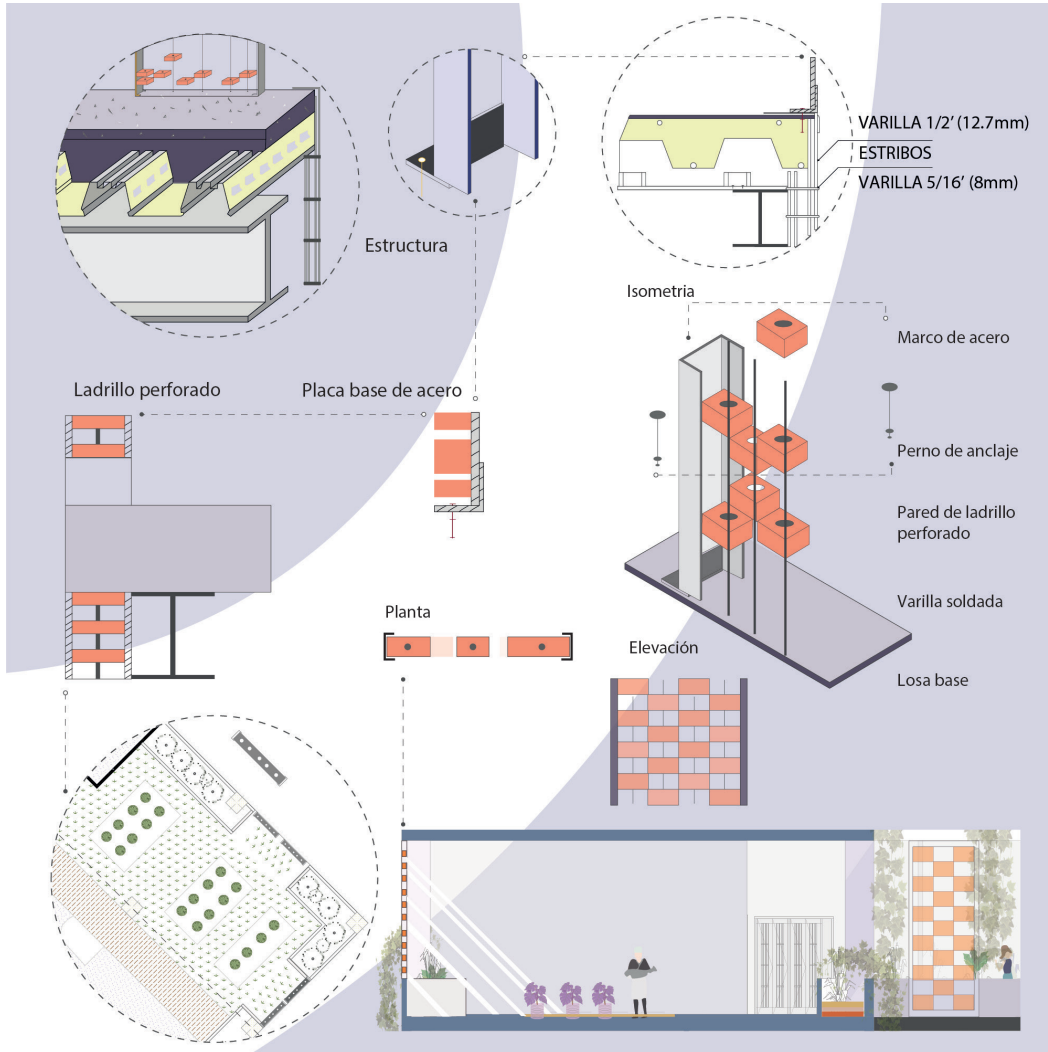 VARILLA 1/2' (12.7mm)
ESTRIBOS
VARILLA 5/16' (8mm)
Estructura
Isometria
Marco de acero
Ladrillo perforado
Placa base de acero
Perno de anclaje
Pared de ladrillo
perforado
Varilla soldada
Planta
Elevación
Losa base